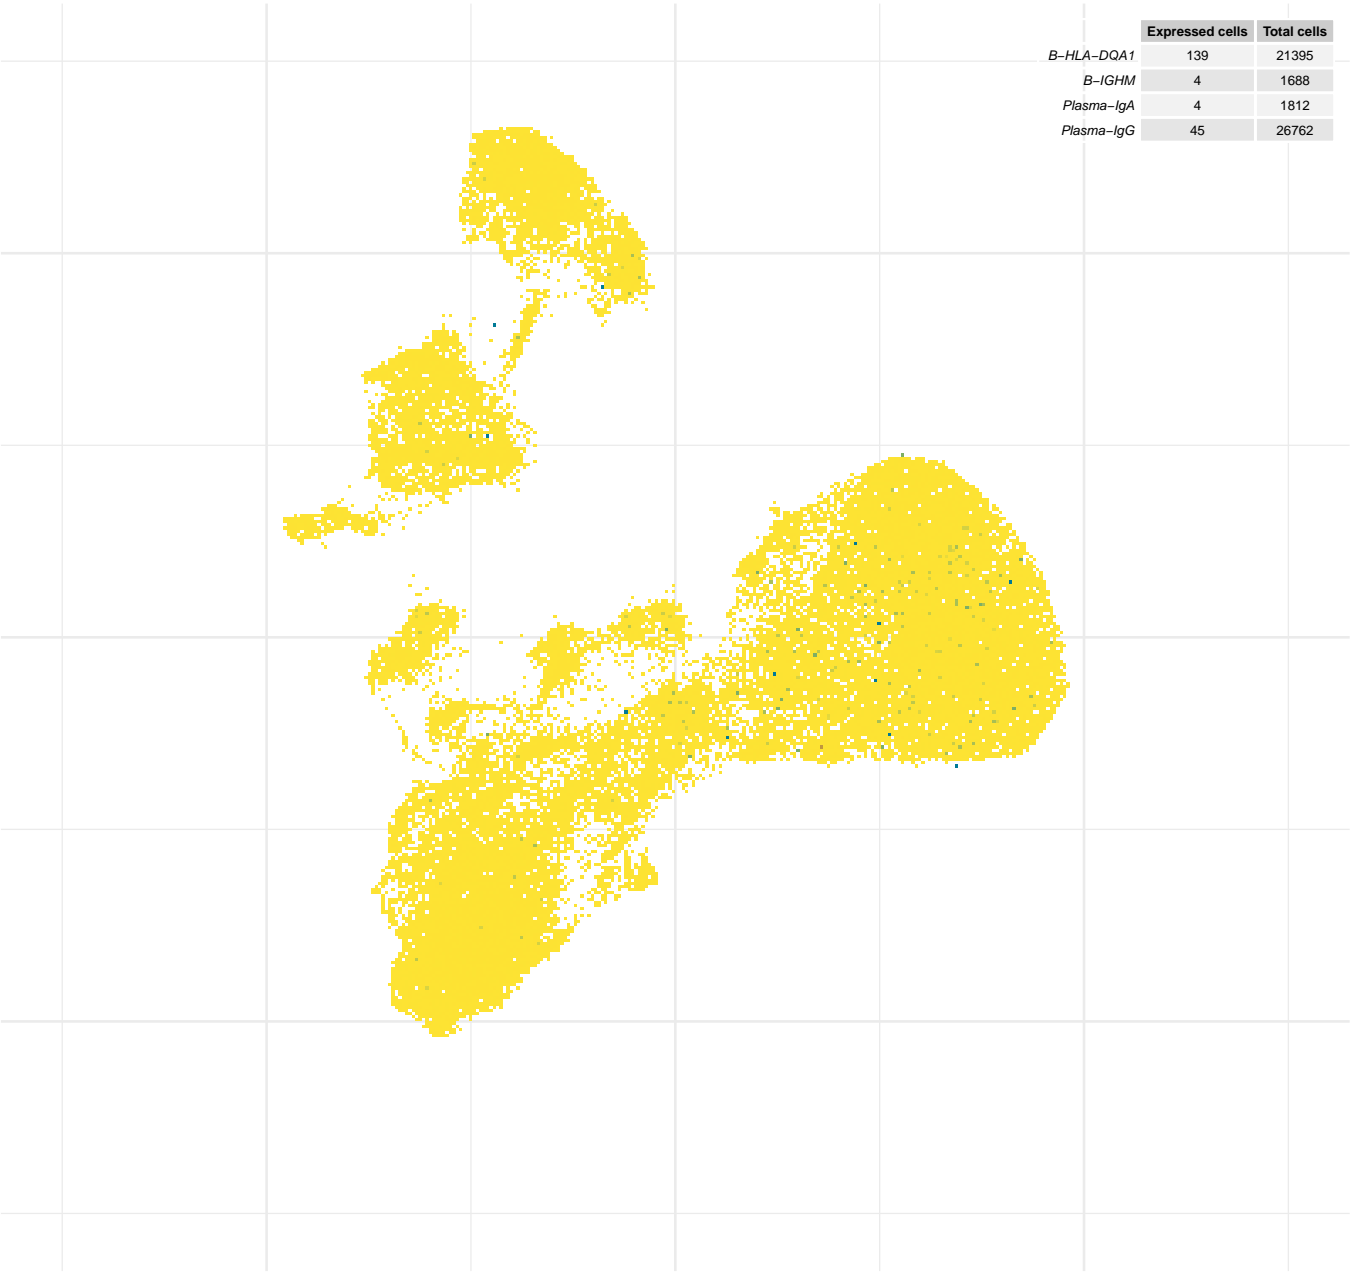 Expressed cells Total cells
B−HLA−DQA1 139 21395
B−IGHM 4 1688
Plasma−IgA 4 1812
Plasma−IgG 45 26762